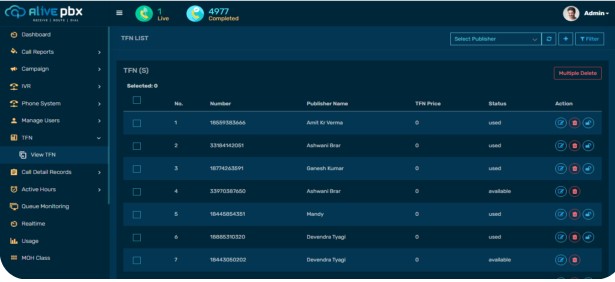 Alive pbx
RECEIVE | ROUTE | DIAL
1
Live
4977
Completed
Admin
Dashboard
Call Reports
Campaign
IVR
Phone System
Manage Users
TFN
View TFN
Call Detail Records
Active Hours
Queue Monitoring
Realtime
Usage
MOH Class
TFN LIST
Select Publisher
Filter
TFN (S)
Multiple Delete
Selected: 0
No. Number Publisher Name TFN Price Status Action
1 18559383666 Amrit Kr Verma 0 used
2 33184142051 Ashwani Brar 0 used
3 18774263591 Ganesh Kumar 0 used
4 33970387650 Ashwani Brar 0 available
5 18445854351 Mandy 0 used
6 18885310320 Devendra Tyagi 0 used
7 18443050202 Devendra Tyagi 0 available